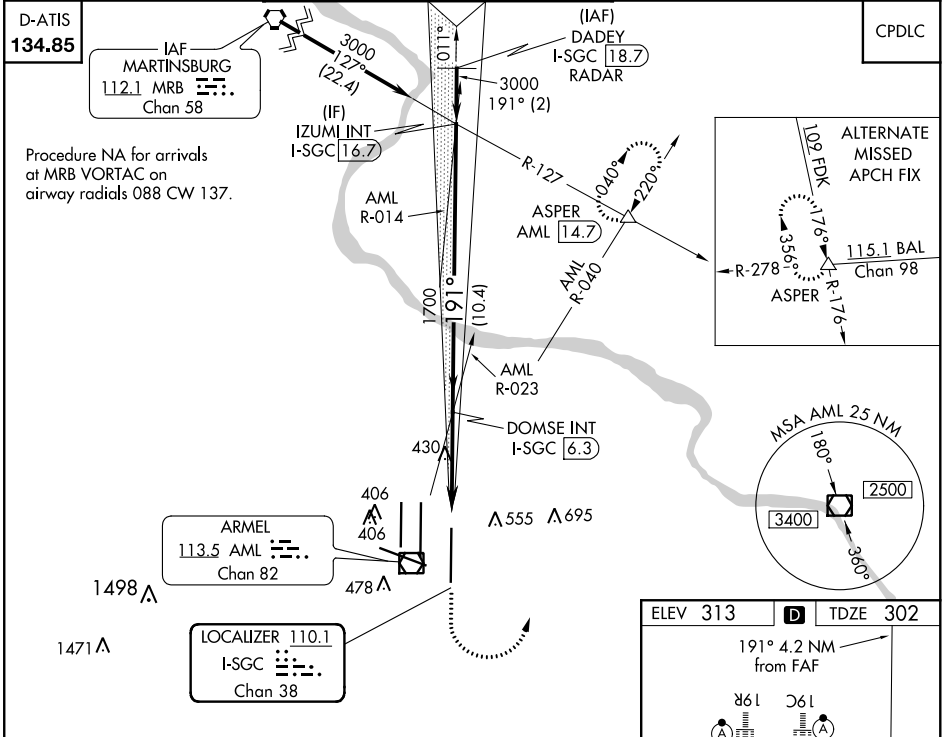 D-ATIS
134.85
IAF
MARTINSBURG
112.1 MRB
Chan 58
3000
127°
(22.4)
011°
(IAF)
DADEY
I-SGC 18.7
RADAR
3000
191° (2)
CPDLC
(IF)
IZUMI INT
I-SGC 16.7
Procedure NA for arrivals
at MRB VORTAC on
airway radials 088 CW 137.
AML
R-014
R-127
040°
220°
ASPER
AML 14.7
AML
R-040
109 FDK
ALTERNATE
MISSED
APCH FIX
176°
356°
115.1 BAL
Chan 98
R-278
ASPER
R-176
1700
191°
(10.4)
AML
R-023
DOMSE INT
I-SGC 6.3
430
406
406
555
695
MSA AML 25 NM
180°
2500
3400
360°
ARMEL
113.5 AML
Chan 82
478
1498
1471
LOCALIZER 110.1
I-SGC
Chan 38
ELEV 313
D
TDZE 302
191° 4.2 NM
from FAF
19R
19C
A
A